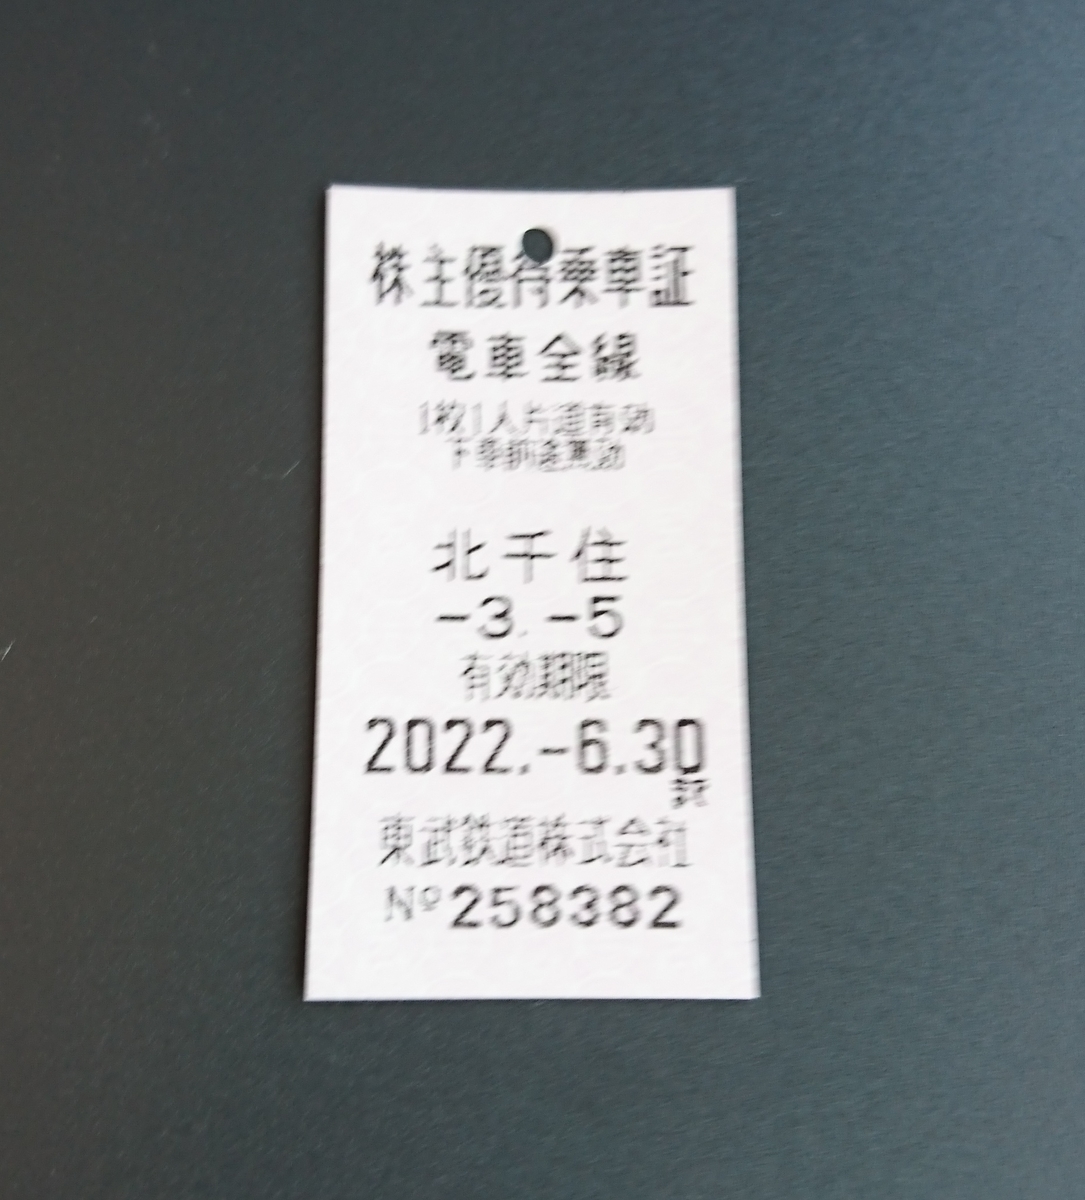 株主優待乗車証
電車全線
1枚1人片道有効
下車前途無効
北千住
-3.-5
有効期限
2022.-6.30
東武鉄道株式会社
Nº258382